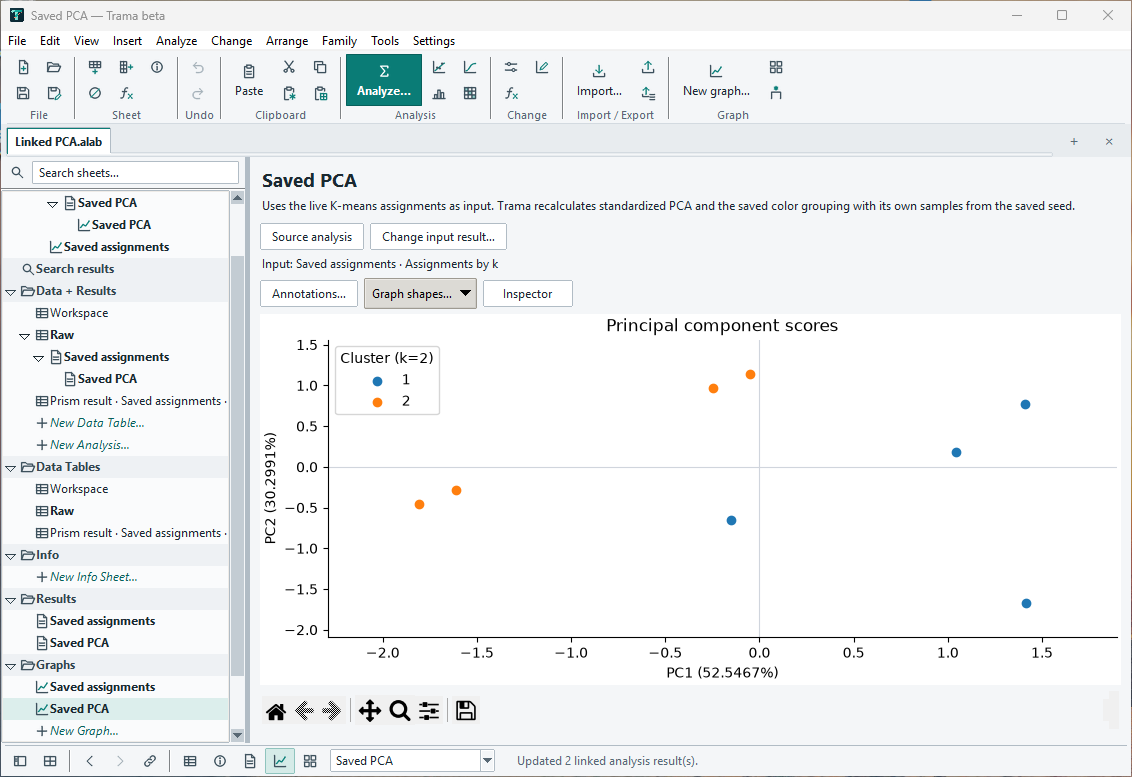 Saved PCA — Trama beta
File Edit View Insert Analyze Change Arrange Family Tools Settings
Paste Analyze... Import... New graph...
File Sheet Undo Clipboard Analysis Change Import / Export Graph
Linked PCA.alab
Search sheets...
Saved PCA
Saved PCA
Saved assignments
Search results
Data + Results
Workspace
Raw
Saved assignments
Saved PCA
Prism result · Saved assignments ·
New Data Table...
New Analysis...
Data Tables
Workspace
Raw
Prism result · Saved assignments ·
Info
New Info Sheet...
Results
Saved assignments
Saved PCA
Graphs
Saved assignments
Saved PCA
New Graph...
Saved PCA
Uses the live K-means assignments as input. Trama recalculates standardized PCA and the saved color grouping with its own samples from the saved seed.
Source analysis Change input result...
Input: Saved assignments · Assignments by k
Annotations... Graph shapes... Inspector
Principal component scores
Cluster (k=2)
1
2
PC2 (30.2991%)
1.5
1.0
0.5
0.0
−0.5
−1.0
−1.5
−2.0
−2.0 −1.5 −1.0 −0.5 0.0 0.5 1.0 1.5
PC1 (52.5467%)
Saved PCA Updated 2 linked analysis result(s).